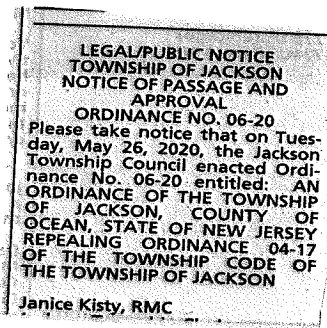 LEGAL/PUBLIC NOTICE
TOWNSHIP OF JACKSON
NOTICE OF PASSAGE AND
APPROVAL
ORDINANCE NO. 06-20
Please take notice that on Tues-
day, May 26, 2020, the Jackson
Township Council enacted Ordi-
nance No. 06-20 entitled: AN
ORDINANCE OF THE TOWNSHIP
OF JACKSON, COUNTY OF
OCEAN, STATE OF NEW JERSEY
REPEALING ORDINANCE 04-17
OF THE TOWNSHIP CODE OF
THE TOWNSHIP OF JACKSON
Janice Kisty, RMC